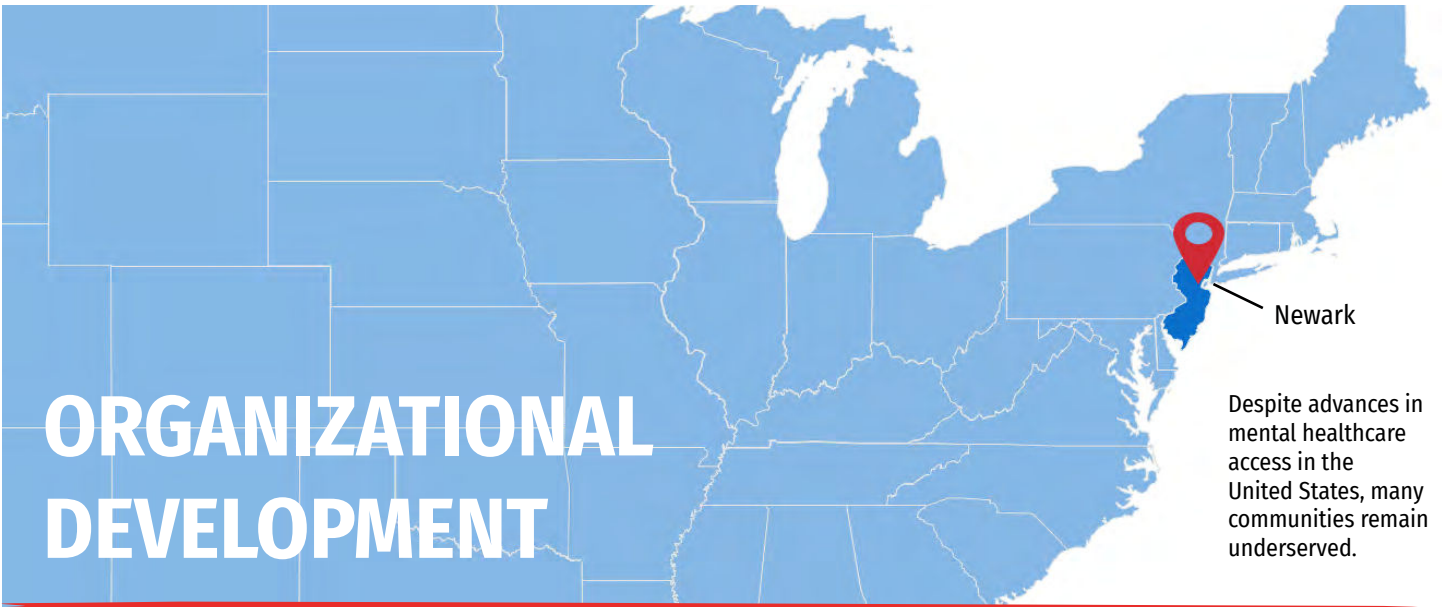 Newark
ORGANIZATIONAL
DEVELOPMENT
Despite advances in
mental healthcare
access in the
United States, many
communities remain
underserved.